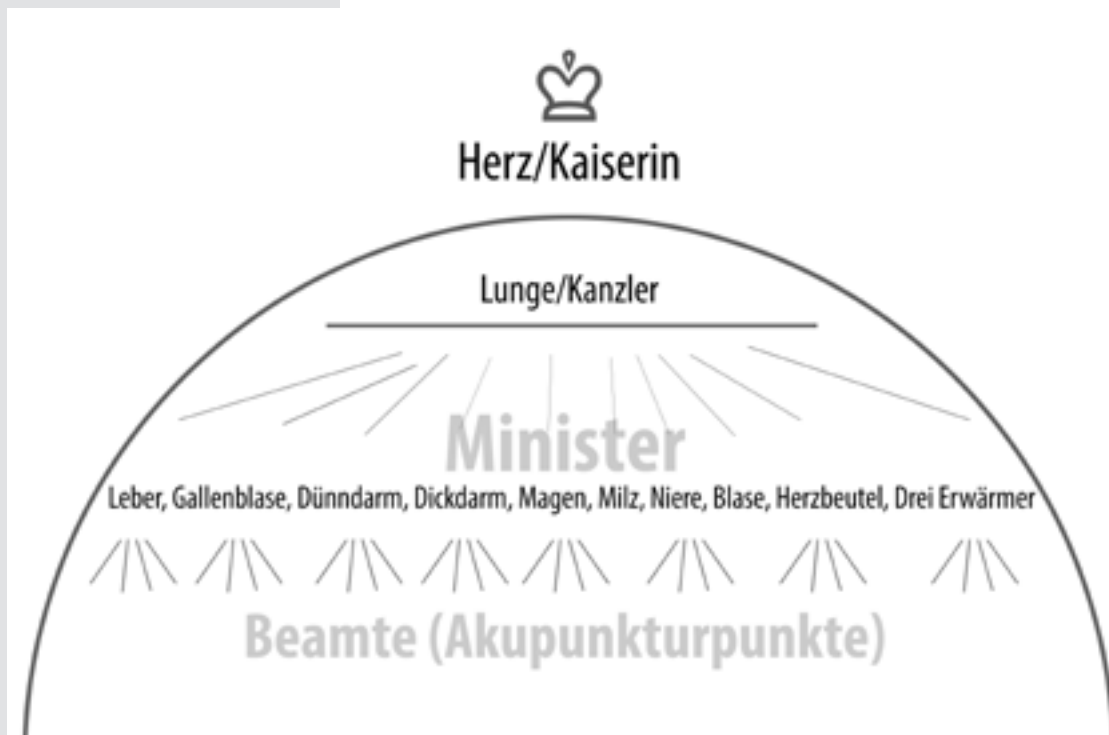 Herz/Kaiserin
Lunge/Kanzler
Minister
Leber, Gallenblase, Dünndarm, Dickdarm, Magen, Milz, Niere, Blase, Herzbeutel, Drei Erwärmer
Beamte (Akupunkturpunkte)